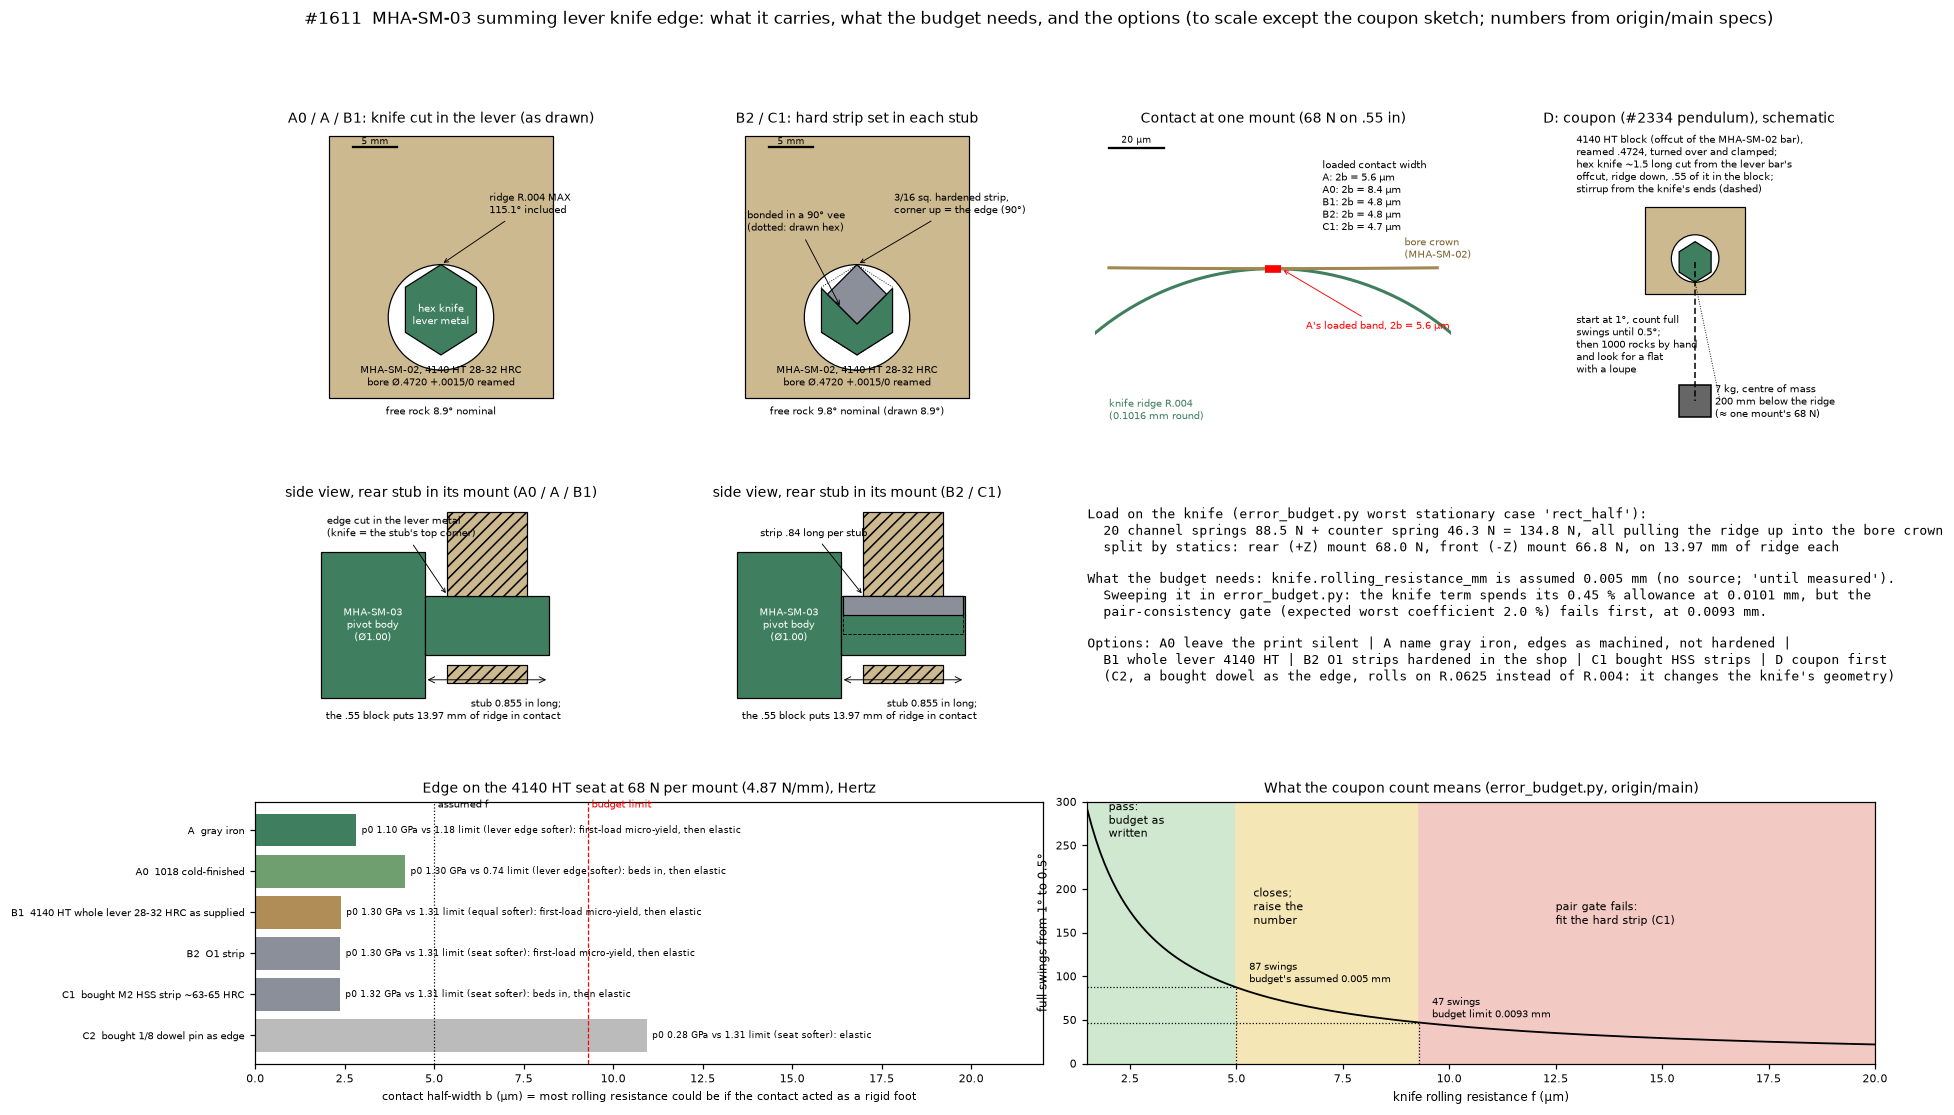 #1611  MHA-SM-03 summing lever knife edge: what it carries, what the budget needs, and the options (to scale except the coupon sketch; numbers from origin/main specs)
A0 / A / B1: knife cut in the lever (as drawn)
5 mm
ridge R.004 MAX
115.1° included
hex knife
lever metal
MHA-SM-02, 4140 HT 28-32 HRC
bore Ø.4720 +.0015/0 reamed
free rock 8.9° nominal
B2 / C1: hard strip set in each stub
5 mm
3/16 sq. hardened strip,
corner up = the edge (90°)
bonded in a 90° vee
(dotted: drawn hex)
MHA-SM-02, 4140 HT 28-32 HRC
bore Ø.4720 +.0015/0 reamed
free rock 9.8° nominal (drawn 8.9°)
Contact at one mount (68 N on .55 in)
20 µm
loaded contact width
A: 2b = 5.6 µm
A0: 2b = 8.4 µm
B1: 2b = 4.8 µm
B2: 2b = 4.8 µm
C1: 2b = 4.7 µm
bore crown
(MHA-SM-02)
A's loaded band, 2b = 5.6 µm
knife ridge R.004
(0.1016 mm round)
D: coupon (#2334 pendulum), schematic
4140 HT block (offcut of the MHA-SM-02 bar),
reamed .4724, turned over and clamped;
hex knife ~1.5 long cut from the lever bar's
offcut, ridge down, .55 of it in the block;
stirrup from the knife's ends (dashed)
start at 1°, count full
swings until 0.5°;
then 1000 rocks by hand
and look for a flat
with a loupe
7 kg, centre of mass
200 mm below the ridge
(≈ one mount's 68 N)
side view, rear stub in its mount (A0 / A / B1)
edge cut in the lever metal
(knife = the stub's top corner)
MHA-SM-03
pivot body
(Ø1.00)
stub 0.855 in long;
the .55 block puts 13.97 mm of ridge in contact
side view, rear stub in its mount (B2 / C1)
strip .84 long per stub
MHA-SM-03
pivot body
(Ø1.00)
stub 0.855 in long;
the .55 block puts 13.97 mm of ridge in contact
Load on the knife (error_budget.py worst stationary case 'rect_half'):
20 channel springs 88.5 N + counter spring 46.3 N = 134.8 N, all pulling the ridge up into the bore crown
split by statics: rear (+Z) mount 68.0 N, front (-Z) mount 66.8 N, on 13.97 mm of ridge each
What the budget needs: knife.rolling_resistance_mm is assumed 0.005 mm (no source; 'until measured').
Sweeping it in error_budget.py: the knife term spends its 0.45 % allowance at 0.0101 mm, but the
pair-consistency gate (expected worst coefficient 2.0 %) fails first, at 0.0093 mm.
Options: A0 leave the print silent | A name gray iron, edges as machined, not hardened |
B1 whole lever 4140 HT | B2 O1 strips hardened in the shop | C1 bought HSS strips | D coupon first
(C2, a bought dowel as the edge, rolls on R.0625 instead of R.004: it changes the knife's geometry)
Edge on the 4140 HT seat at 68 N per mount (4.87 N/mm), Hertz
assumed f
budget limit
A  gray iron
p0 1.10 GPa vs 1.18 limit (lever edge softer): first-load micro-yield, then elastic
A0  1018 cold-finished
p0 1.30 GPa vs 0.74 limit (lever edge softer): beds in, then elastic
B1  4140 HT whole lever 28-32 HRC as supplied
p0 1.30 GPa vs 1.31 limit (equal softer): first-load micro-yield, then elastic
B2  O1 strip
p0 1.30 GPa vs 1.31 limit (seat softer): first-load micro-yield, then elastic
C1  bought M2 HSS strip ~63-65 HRC
p0 1.32 GPa vs 1.31 limit (seat softer): beds in, then elastic
C2  bought 1/8 dowel pin as edge
p0 0.28 GPa vs 1.31 limit (seat softer): elastic
0.0 2.5 5.0 7.5 10.0 12.5 15.0 17.5 20.0
contact half-width b (µm) = most rolling resistance could be if the contact acted as a rigid foot
What the coupon count means (error_budget.py, origin/main)
full swings from 1° to 0.5°
300
250
200
150
100
50
0
pass:
budget as
written
closes;
raise the
number
pair gate fails:
fit the hard strip (C1)
87 swings
budget's assumed 0.005 mm
47 swings
budget limit 0.0093 mm
2.5 5.0 7.5 10.0 12.5 15.0 17.5 20.0
knife rolling resistance f (µm)